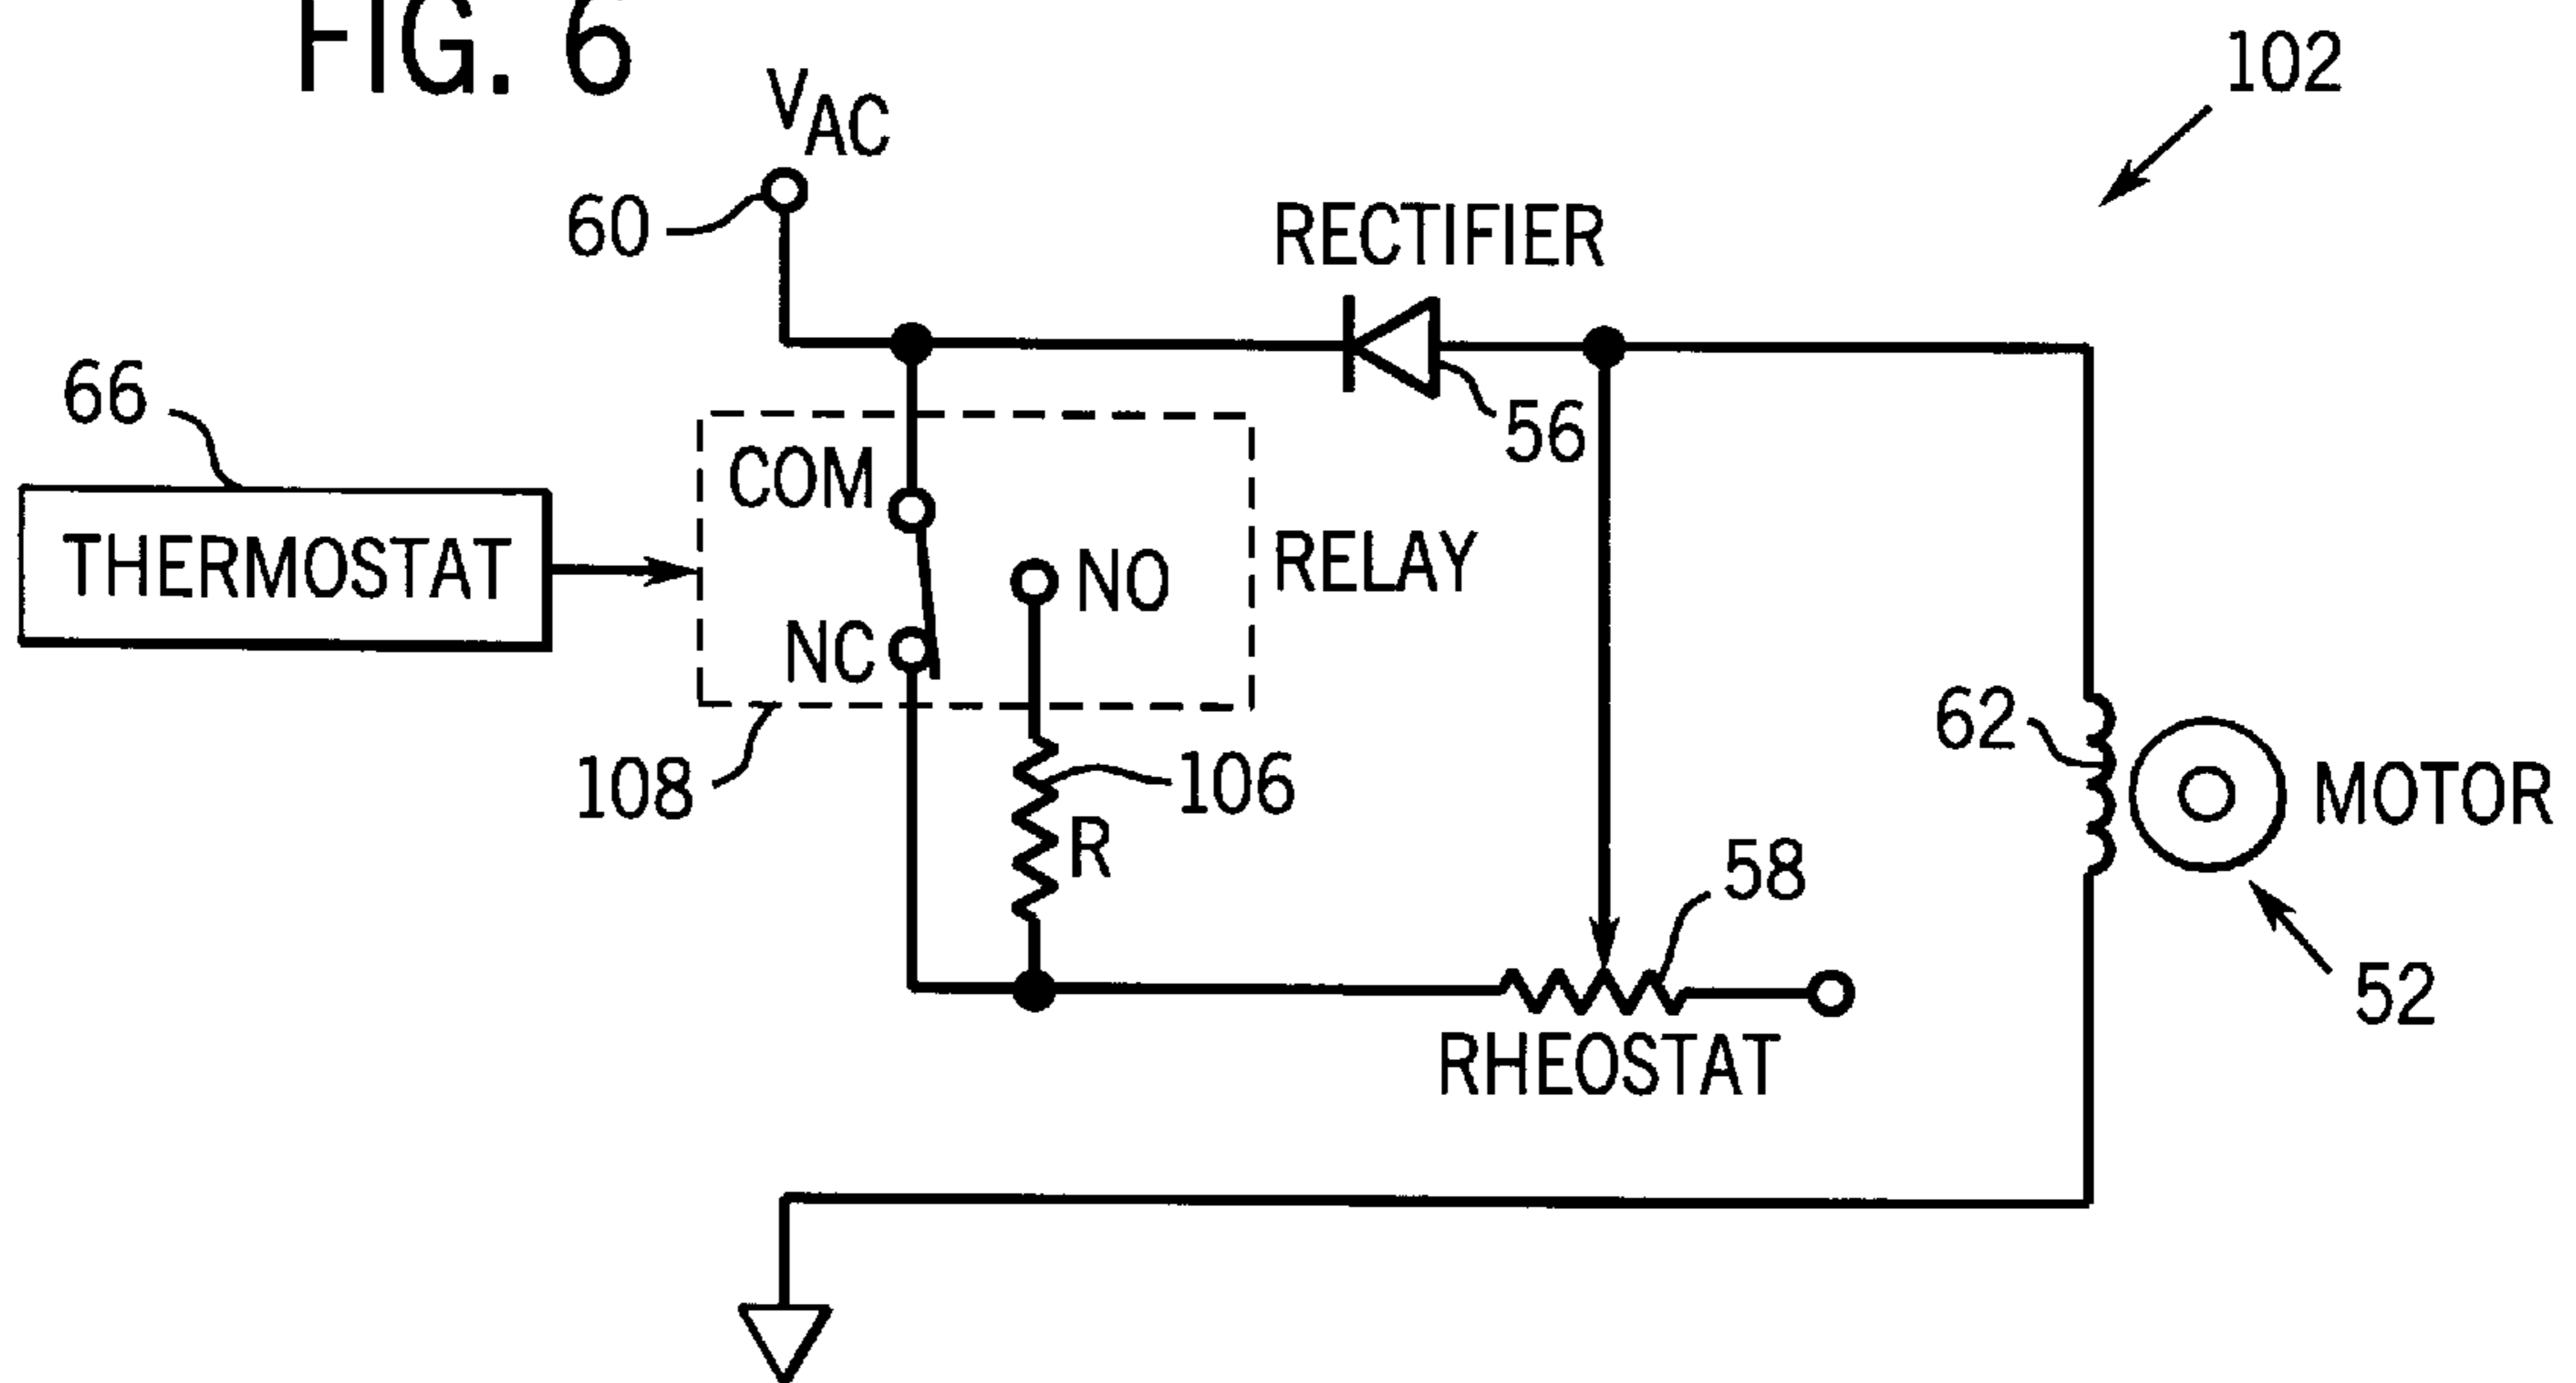 FIG. 6
VAC
102
60
RECTIFIER
66
56
COM
THERMOSTAT
RELAY
NO
NC
62
108
106
MOTOR
R
58
52
RHEOSTAT